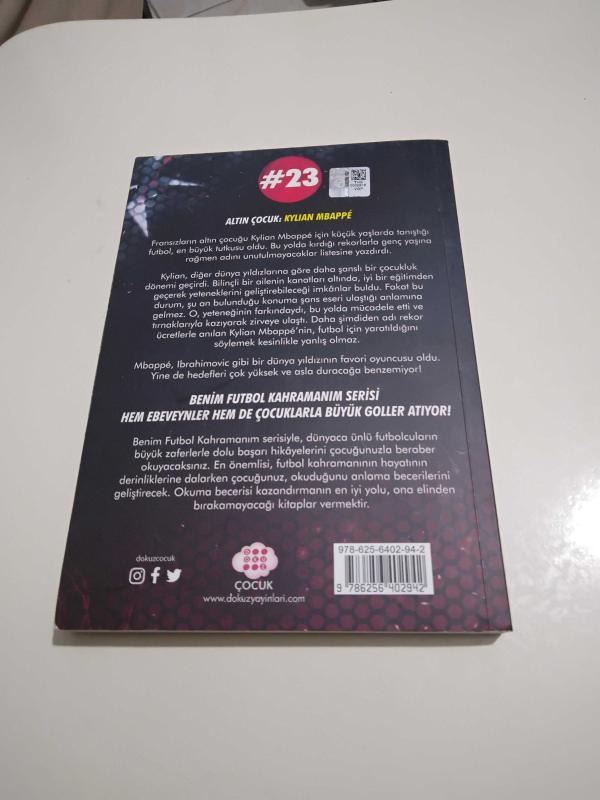 #23
ALTIN ÇOCUK: KYLIAN MBAPPÉ
Fransızların altın çocuğu Kylian Mbappé için küçük yaşlarda tanıştığı
futbol, en büyük tutkusu oldu. Bu yolda kırdığı rekorlarla genç yaşına
rağmen adını unutulmayacaklar listesine yazdırdı.
Kylian, diğer dünya yıldızlarına göre daha şanslı bir çocukluk
dönemi geçirdi. Bilinçli bir ailenin kanatları altında, iyi bir eğitimden
geçerek yeteneklerini geliştirebileceği imkânlar buldu. Fakat bu
durum, şu an bulunduğu konuma şans eseri ulaştığı anlamına
gelmez. O, yeteneğinin farkındaydı, bu yolda mücadele etti ve
tırnaklarıyla kazıyarak zirveye ulaştı. Daha şimdiden adı rekor
ücretlerle anılan Kylian Mbappé'nin, futbol için yaratıldığını
söylemek kesinlikle yanlış olmaz.
Mbappé, Ibrahimovic gibi bir dünya yıldızının favori oyuncusu oldu.
Yine de hedefleri çok yüksek ve asla duracağa benzemiyor!
BENİM FUTBOL KAHRAMANIM SERİSİ
HEM EBEVEYNLER HEM DE ÇOCUKLARLA BÜYÜK GOLLER ATIYOR!
Benim Futbol Kahramanım serisiyle, dünyaca ünlü futbolcuların
büyük zaferlerle dolu başarı hikâyelerini çocuğunuzla beraber
okuyacaksınız. En önemlisi, futbol kahramanının hayatının
derinliklerine dalarken çocuğunuz, okuduğunu anlama becerilerini
geliştirecek. Okuma becerisi kazandırmanın en iyi yolu, ona elinden
bırakamayacağı kitaplar vermektir.
dokuzcocuk
DOKUZ
ÇOCUK
www.dokuzyayinlari.com
978-625-6402-94-2
9 786256 402942